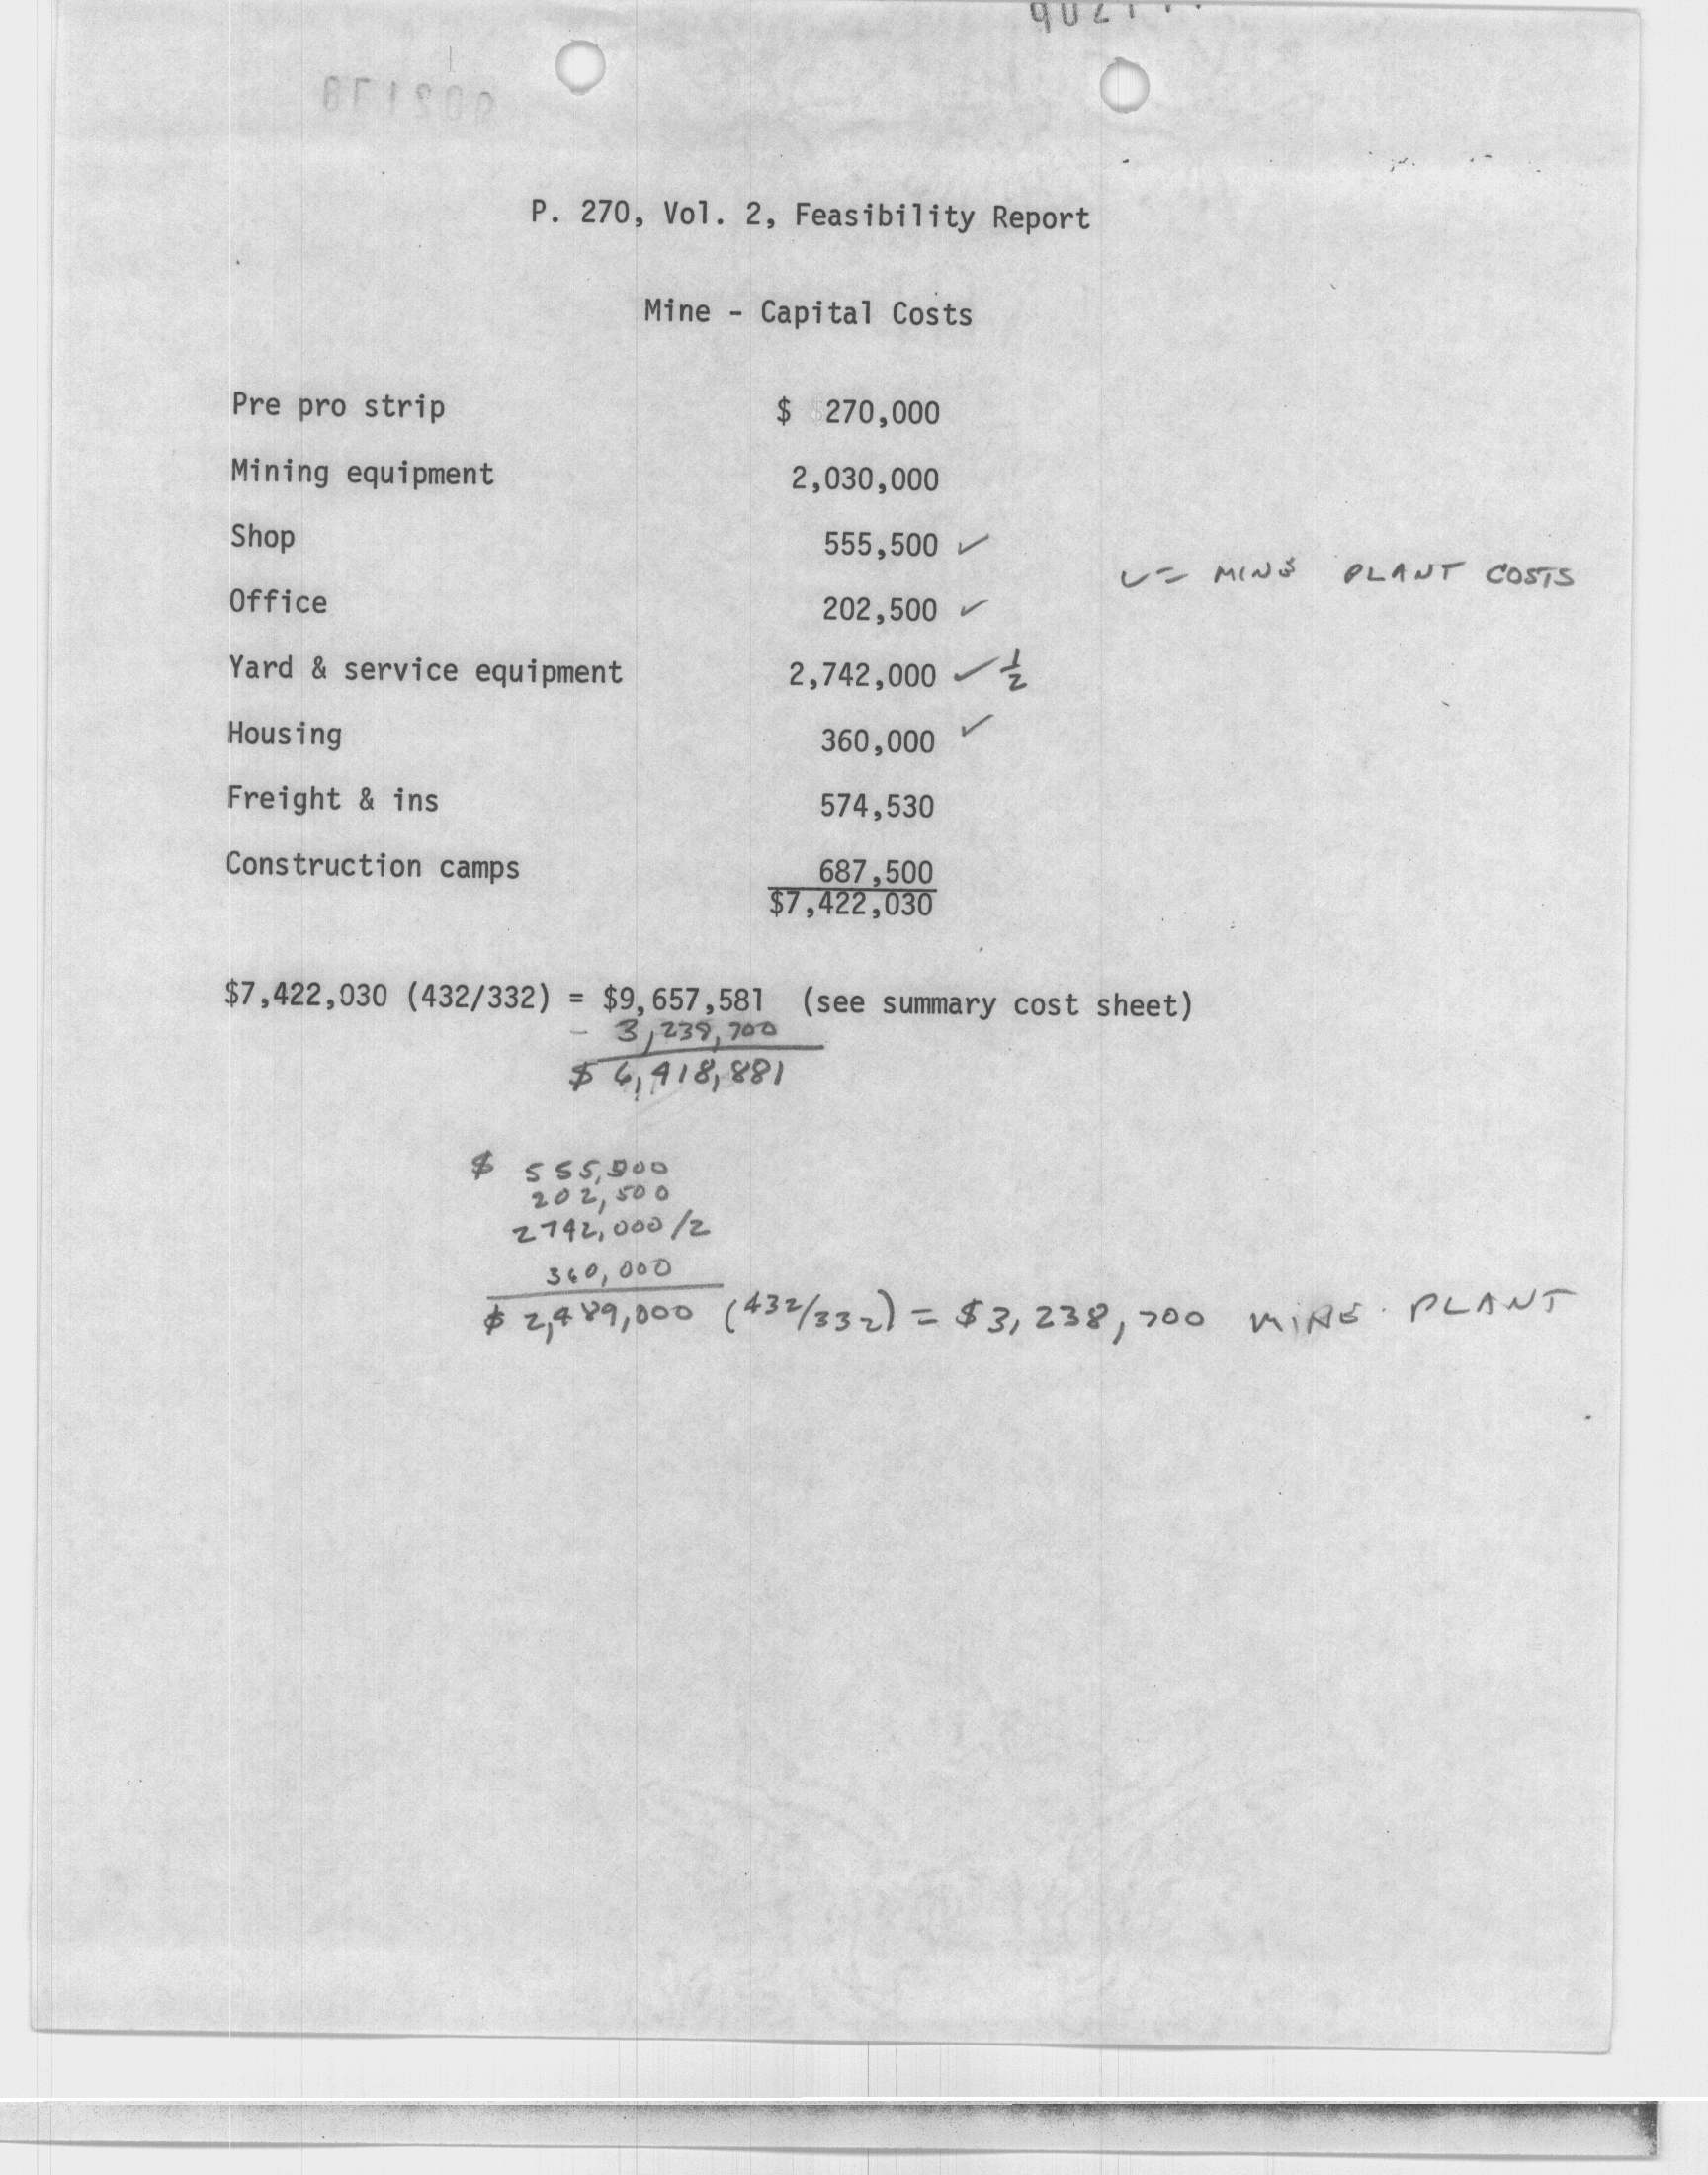 P. 270, Vol. 2, Feasibility Report
Mine - Capital Costs
Pre pro strip $ 270,000
Mining equipment 2,030,000
Shop 555,500 ✓
✓ = MINE PLANT COSTS
Office 202,500 ✓
Yard & service equipment 2,742,000 ✓ 1/2
Housing 360,000 ✓
Freight & ins 574,530
Construction camps 687,500
$7,422,030
$7,422,030 (432/332) = $9,657,581 (see summary cost sheet)
- 3,238,700
$ 6,418,881
$ 555,500
202,500
2742,000/2
360,000
$ 2,489,000 (432/332) = $3,238,700 MINE PLANT